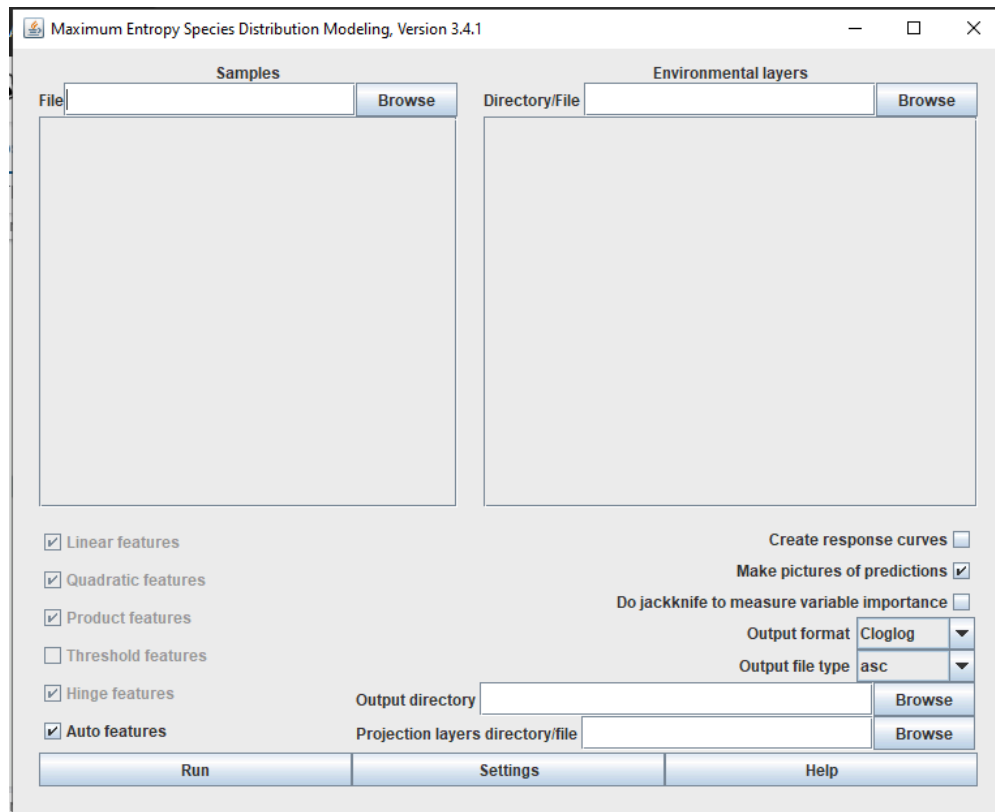 Maximum Entropy Species Distribution Modeling, Version 3.4.1
Samples
File
Browse
Environmental layers
Directory/File
Browse
Linear features
Quadratic features
Product features
Threshold features
Hinge features
Auto features
Create response curves
Make pictures of predictions
Do jackknife to measure variable importance
Output format Cloglog
Output file type asc
Output directory
Browse
Projection layers directory/file
Browse
Run
Settings
Help